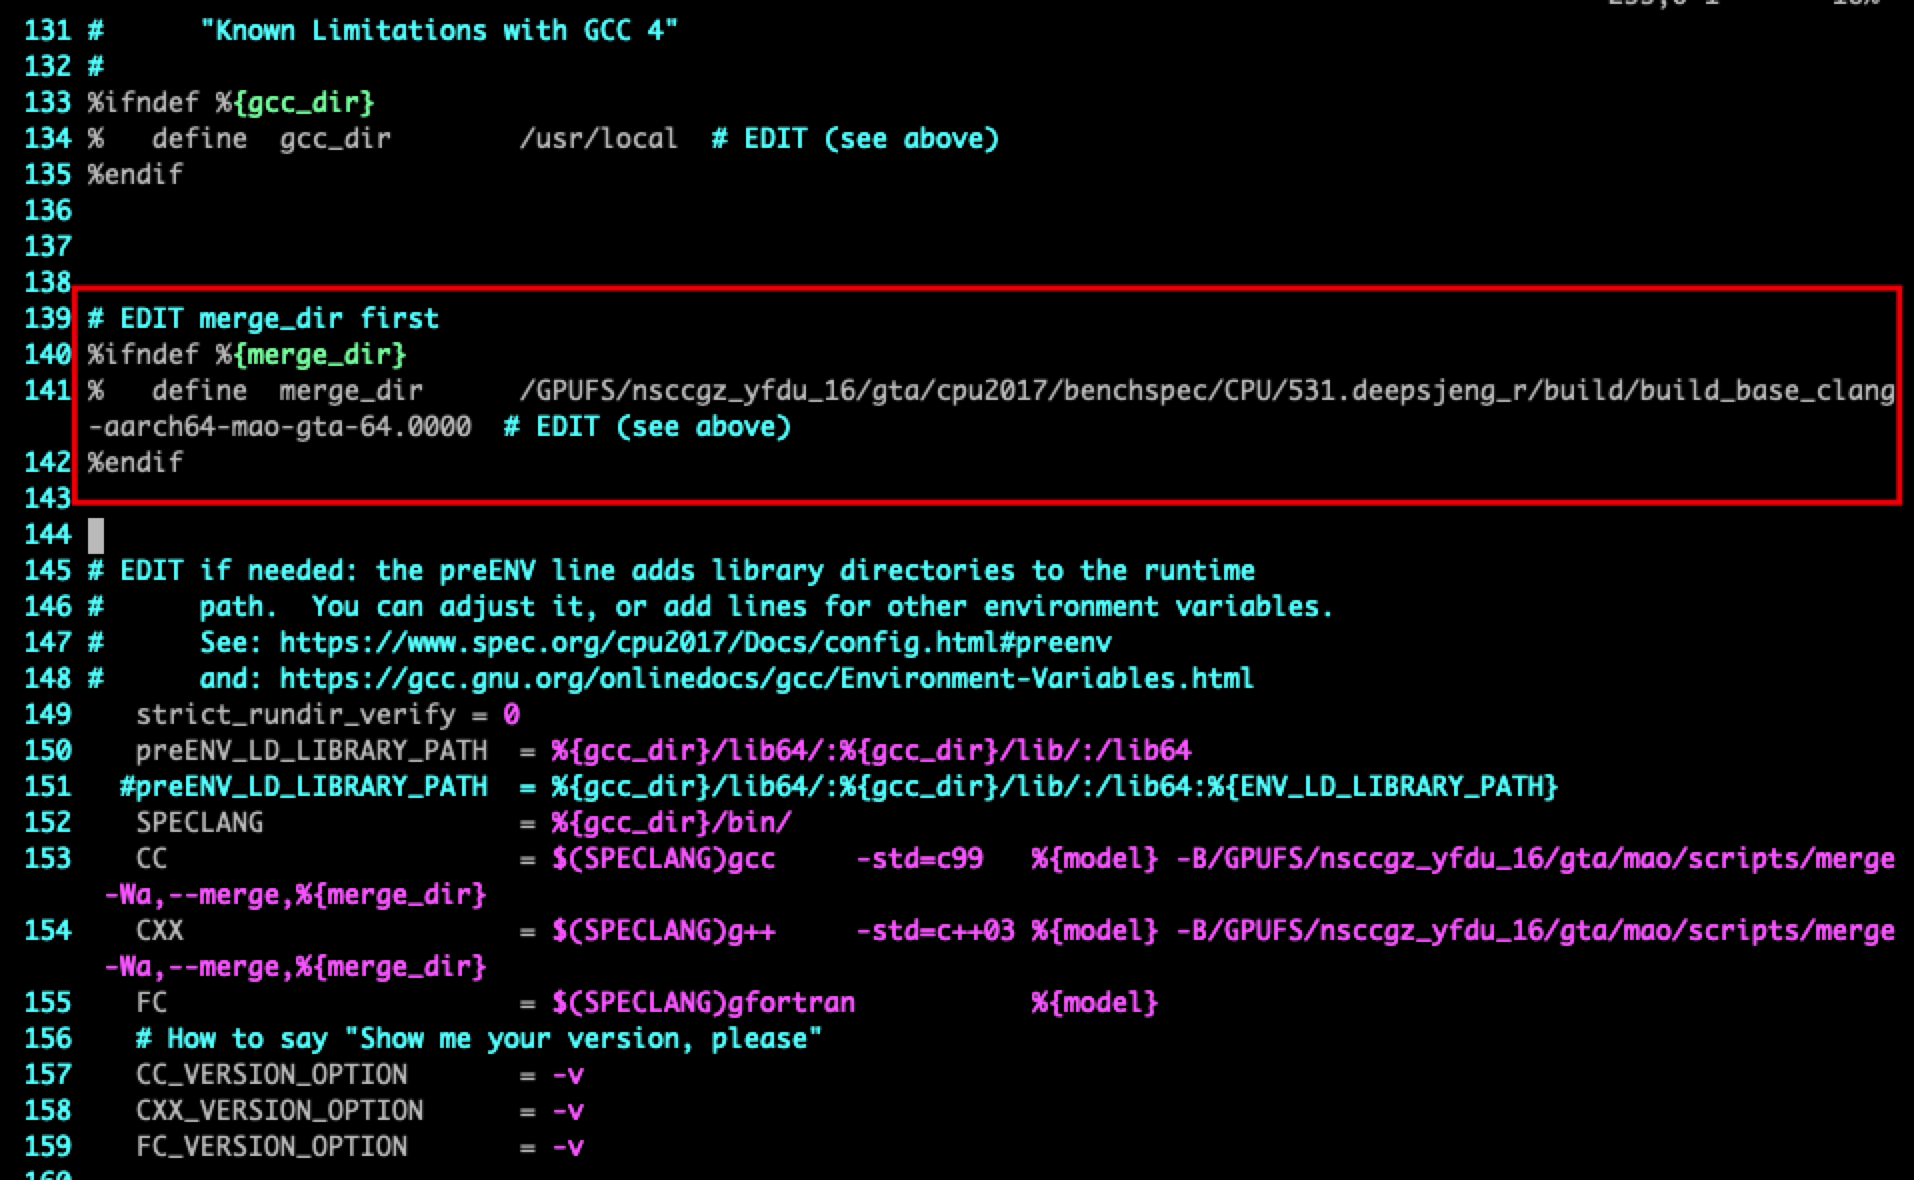 131 #      "Known Limitations with GCC 4"
132 #
133 %ifndef %{gcc_dir}
134 %   define  gcc_dir        /usr/local  # EDIT (see above)
135 %endif
136
137
138
139 # EDIT merge_dir first
140 %ifndef %{merge_dir}
141 %   define  merge_dir      /GPUFS/nsccgz_yfdu_16/gta/cpu2017/benchspec/CPU/531.deepsjeng_r/build/build_base_clang
-aarch64-mao-gta-64.0000  # EDIT (see above)
142 %endif
143
144
145 # EDIT if needed: the preENV line adds library directories to the runtime
146 #      path.  You can adjust it, or add lines for other environment variables.
147 #      See: https://www.spec.org/cpu2017/Docs/config.html#preenv
148 #      and: https://gcc.gnu.org/onlinedocs/gcc/Environment-Variables.html
149    strict_rundir_verify = 0
150    preENV_LD_LIBRARY_PATH  = %{gcc_dir}/lib64/:%{gcc_dir}/lib/:/lib64
151   #preENV_LD_LIBRARY_PATH  = %{gcc_dir}/lib64/:%{gcc_dir}/lib/:/lib64:%{ENV_LD_LIBRARY_PATH}
152    SPECLANG                = %{gcc_dir}/bin/
153    CC                      = $(SPECLANG)gcc     -std=c99   %{model} -B/GPUFS/nsccgz_yfdu_16/gta/mao/scripts/merge
-Wa,--merge,%{merge_dir}
154    CXX                     = $(SPECLANG)g++     -std=c++03 %{model} -B/GPUFS/nsccgz_yfdu_16/gta/mao/scripts/merge
-Wa,--merge,%{merge_dir}
155    FC                      = $(SPECLANG)gfortran           %{model}
156    # How to say "Show me your version, please"
157    CC_VERSION_OPTION       = -v
158    CXX_VERSION_OPTION      = -v
159    FC_VERSION_OPTION       = -v